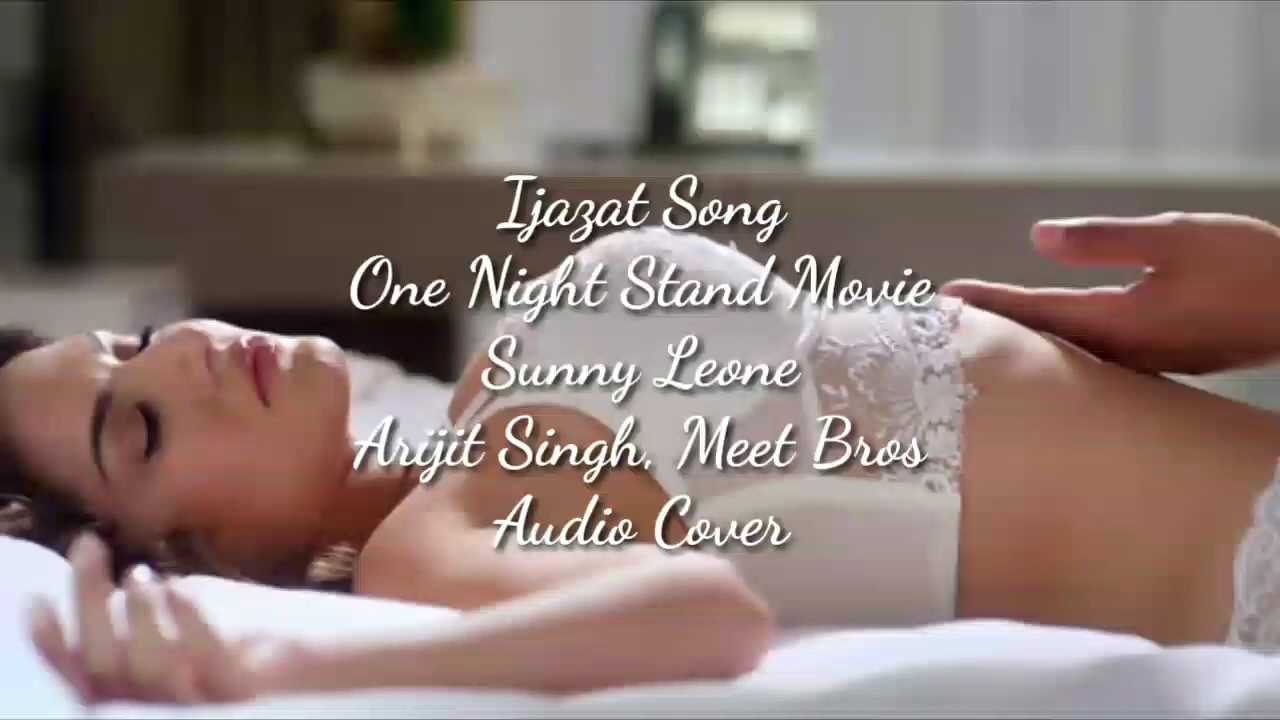 Ijazat Song
One Night Stand Movie
Sunny Leone
Arijit Singh, Meet Bros
Audio Cover